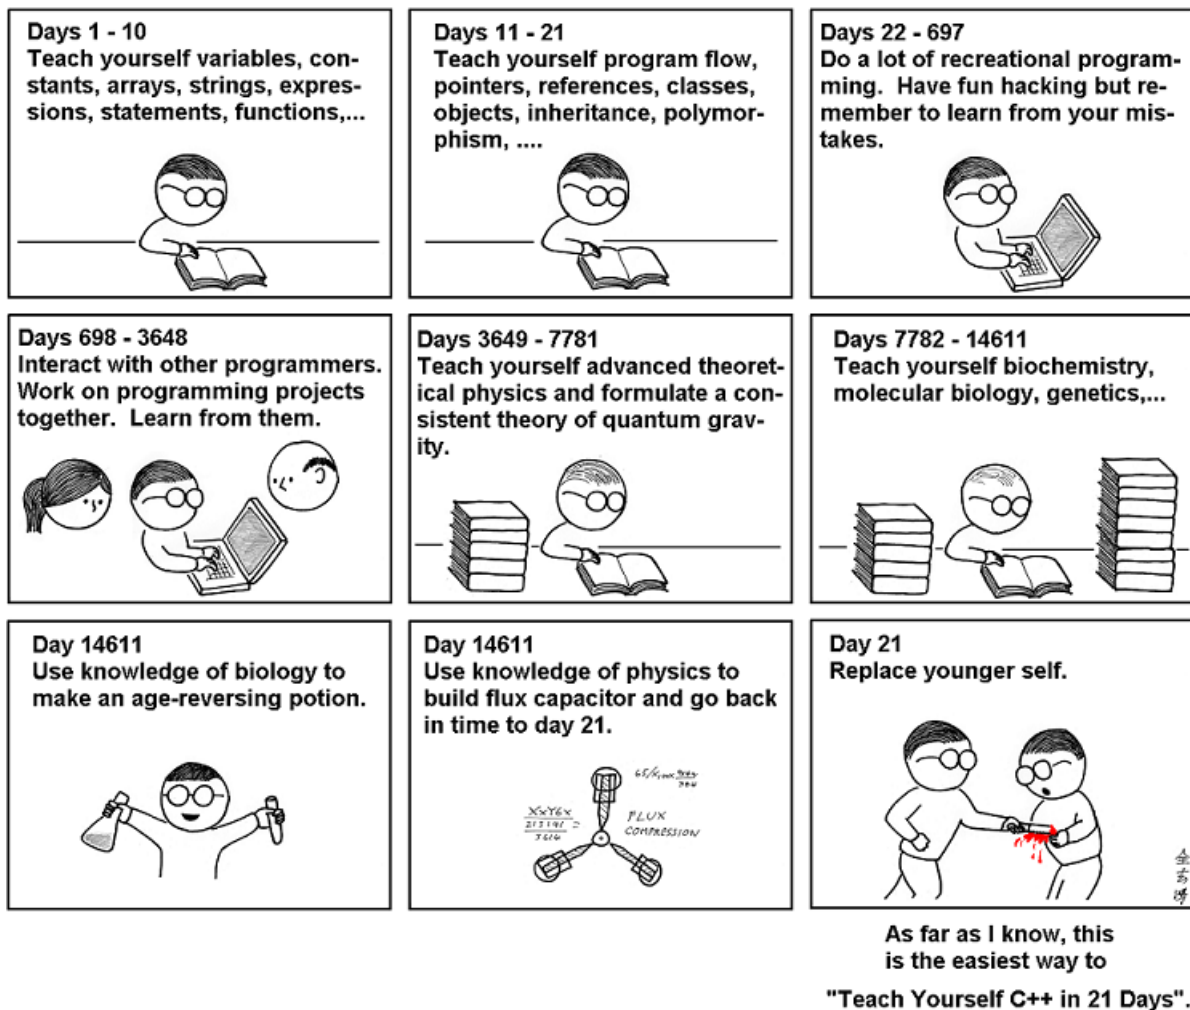 Days 1 - 10
Teach yourself variables, con-
stants, arrays, strings, expres-
sions, statements, functions,...
Days 11 - 21
Teach yourself program flow,
pointers, references, classes,
objects, inheritance, polymor-
phism, ....
Days 22 - 697
Do a lot of recreational program-
ming. Have fun hacking but re-
member to learn from your mis-
takes.
Days 698 - 3648
Interact with other programmers.
Work on programming projects
together. Learn from them.
Days 3649 - 7781
Teach yourself advanced theoret-
ical physics and formulate a con-
sistent theory of quantum grav-
ity.
Days 7782 - 14611
Teach yourself biochemistry,
molecular biology, genetics,...
Day 14611
Use knowledge of biology to
make an age-reversing potion.
Day 14611
Use knowledge of physics to
build flux capacitor and go back
in time to day 21.
FLUX
COMPRESSION
Day 21
Replace younger self.
As far as I know, this
is the easiest way to
"Teach Yourself C++ in 21 Days".